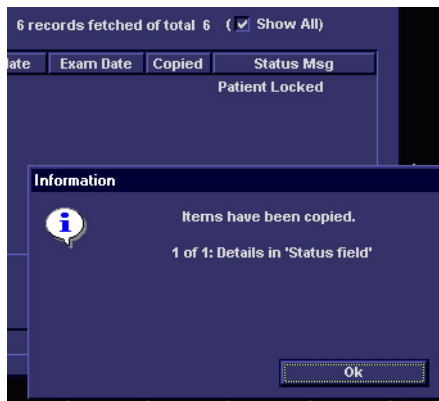 6 records fetched of total 6 ( Show All)
late Exam Date Copied Status Msg
Patient Locked
Information
Items have been copied.
1 of 1: Details in 'Status field'
Ok